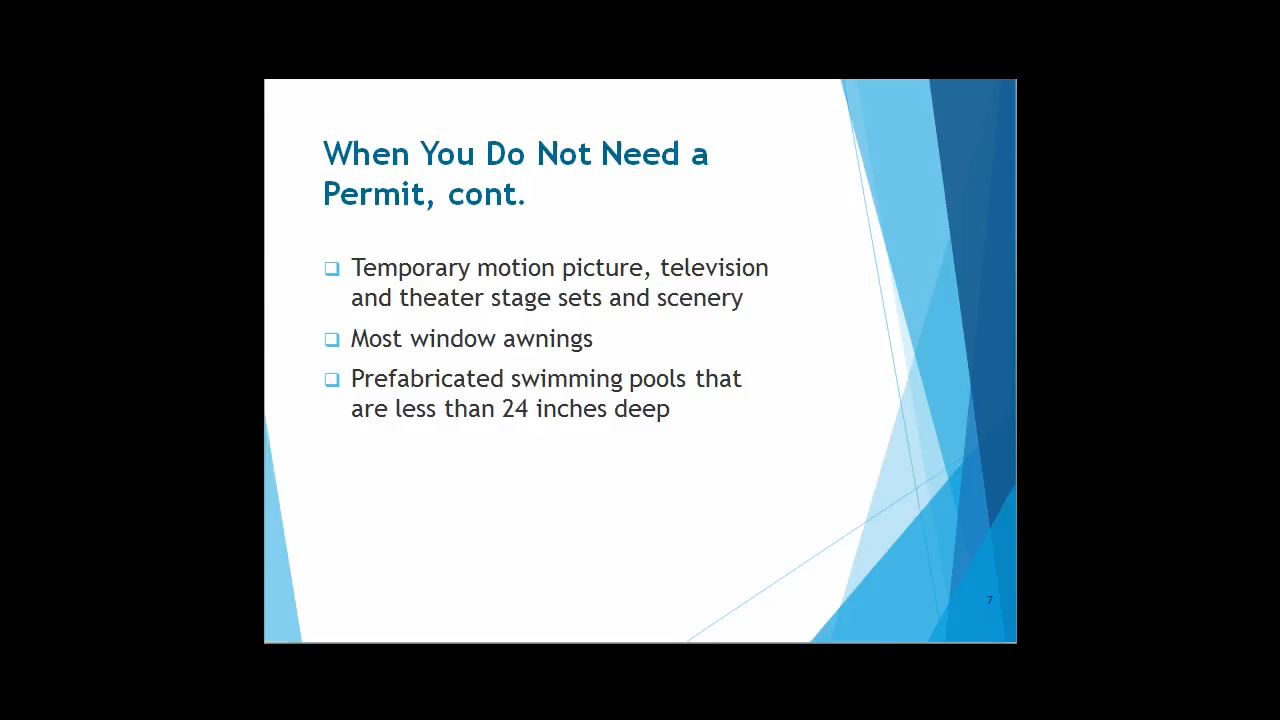 When You Do Not Need a
Permit, cont.
❑ Temporary motion picture, television
and theater stage sets and scenery
❑ Most window awnings
❑ Prefabricated swimming pools that
are less than 24 inches deep
7